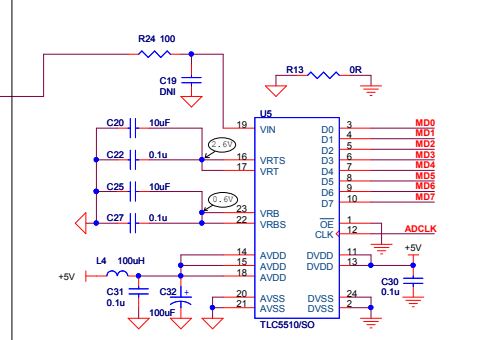 R24 100
C19
DNI
R13 0R
U5
C20 10uF
19 VIN
D0 3 MD0
D1 4 MD1
2.6V
D2 5 MD2
C22 0.1u
16 VRTS
D3 6 MD3
17 VRT
D4 7 MD4
D5 8 MD5
C25 10uF
D6 9 MD6
0.6V
D7 10 MD7
23 VRB
C27 0.1u
22 VRBS
OE 1
CLK 12 ADCLK
+5V
14 AVDD
DVDD 11
L4 100uH
15 AVDD
DVDD 13
+5V
18 AVDD
C30
0.1u
C31
0.1u
C32
+
100uF
20 AVSS
DVSS 24
21 AVSS
DVSS 2
TLC5510/SO